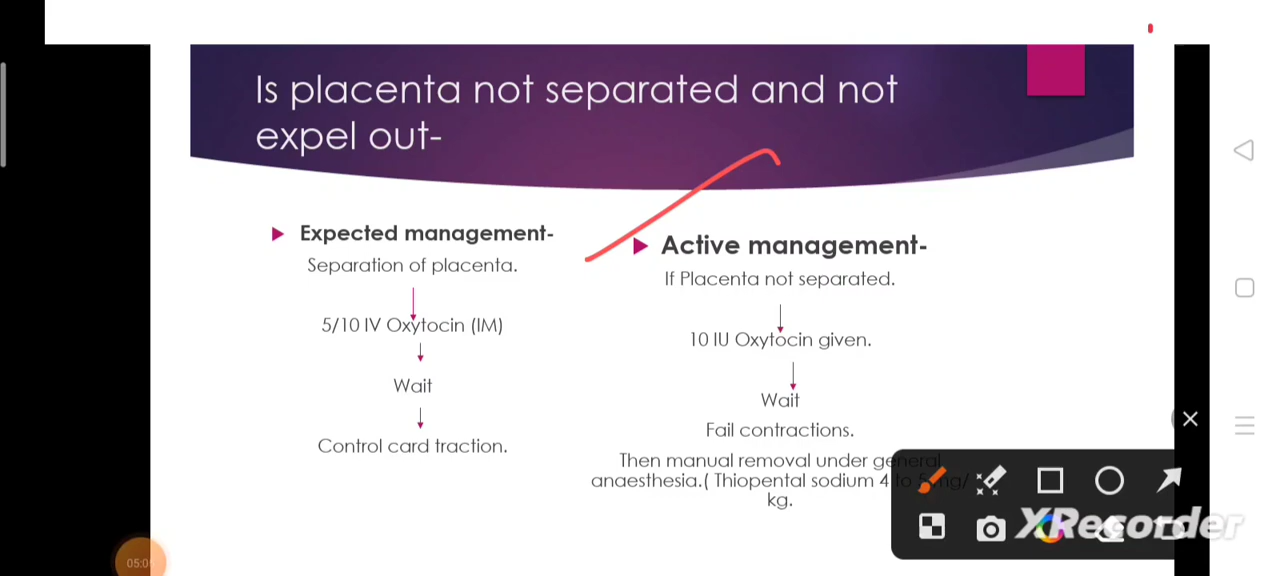 Is placenta not separated and not
expel out-
Expected management-
Separation of placenta.
5/10 IV Oxytocin (IM)
Wait
Control card traction.
Active management-
If Placenta not separated.
10 IU Oxytocin given.
Wait
Fail contractions.
Then manual removal under general
anaesthesia.( Thiopental sodium 4 to 5 mg/
kg.
XRecorder